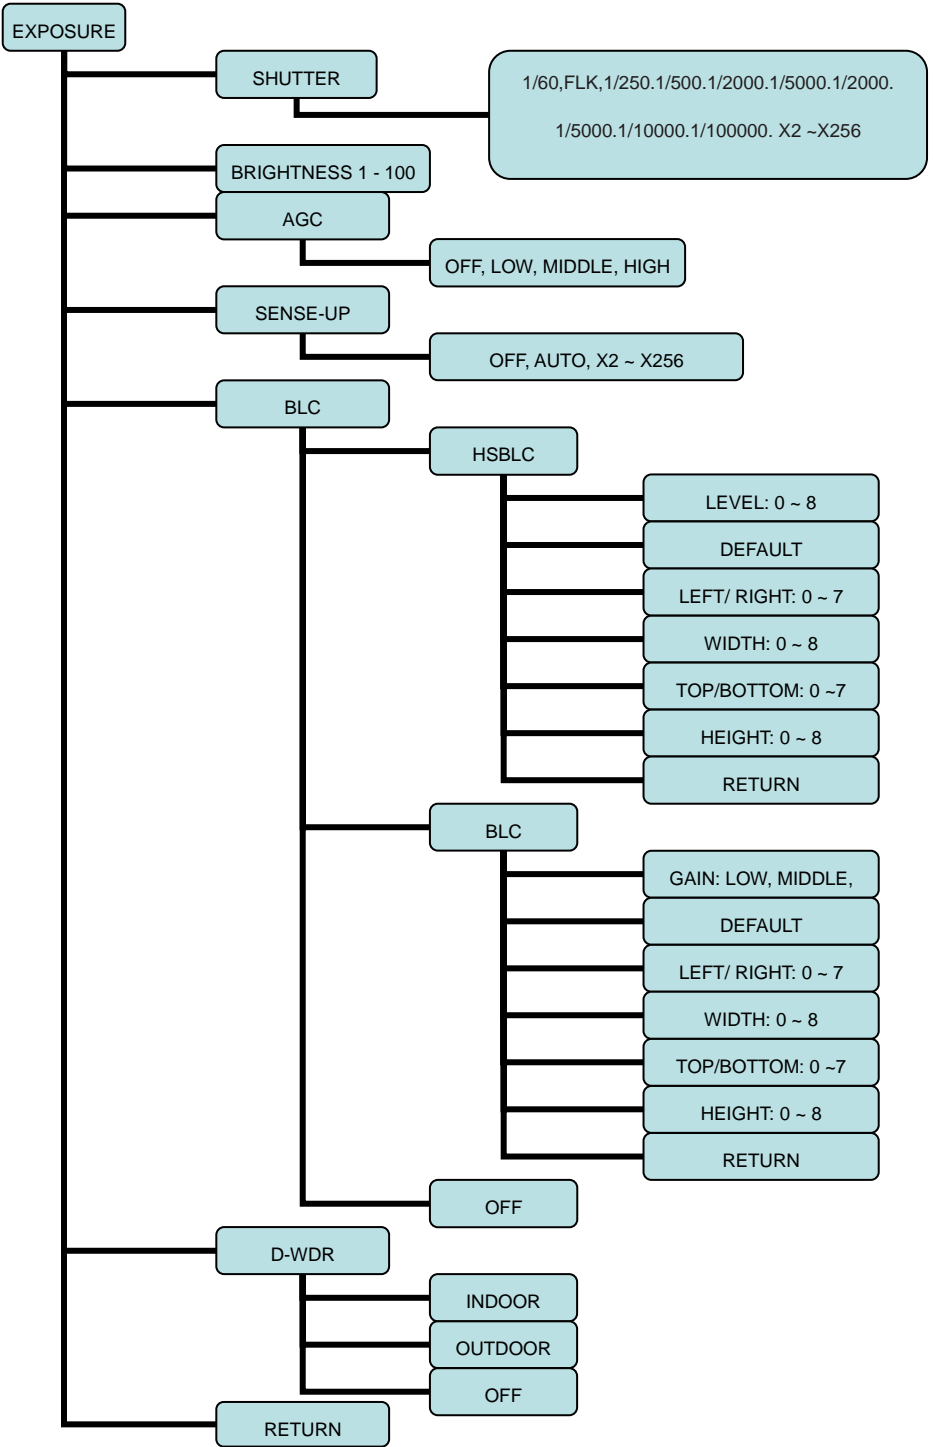 EXPOSURE
SHUTTER
1/60,FLK,1/250.1/500.1/2000.1/5000.1/2000.
1/5000.1/10000.1/100000. X2 ~X256
BRIGHTNESS 1 - 100
AGC
OFF, LOW, MIDDLE, HIGH
SENSE-UP
OFF, AUTO, X2 ~ X256
BLC
HSBLC
LEVEL: 0 ~ 8
DEFAULT
LEFT/ RIGHT: 0 ~ 7
WIDTH: 0 ~ 8
TOP/BOTTOM: 0 ~7
HEIGHT: 0 ~ 8
RETURN
BLC
GAIN: LOW, MIDDLE,
DEFAULT
LEFT/ RIGHT: 0 ~ 7
WIDTH: 0 ~ 8
TOP/BOTTOM: 0 ~7
HEIGHT: 0 ~ 8
RETURN
OFF
D-WDR
INDOOR
OUTDOOR
OFF
RETURN